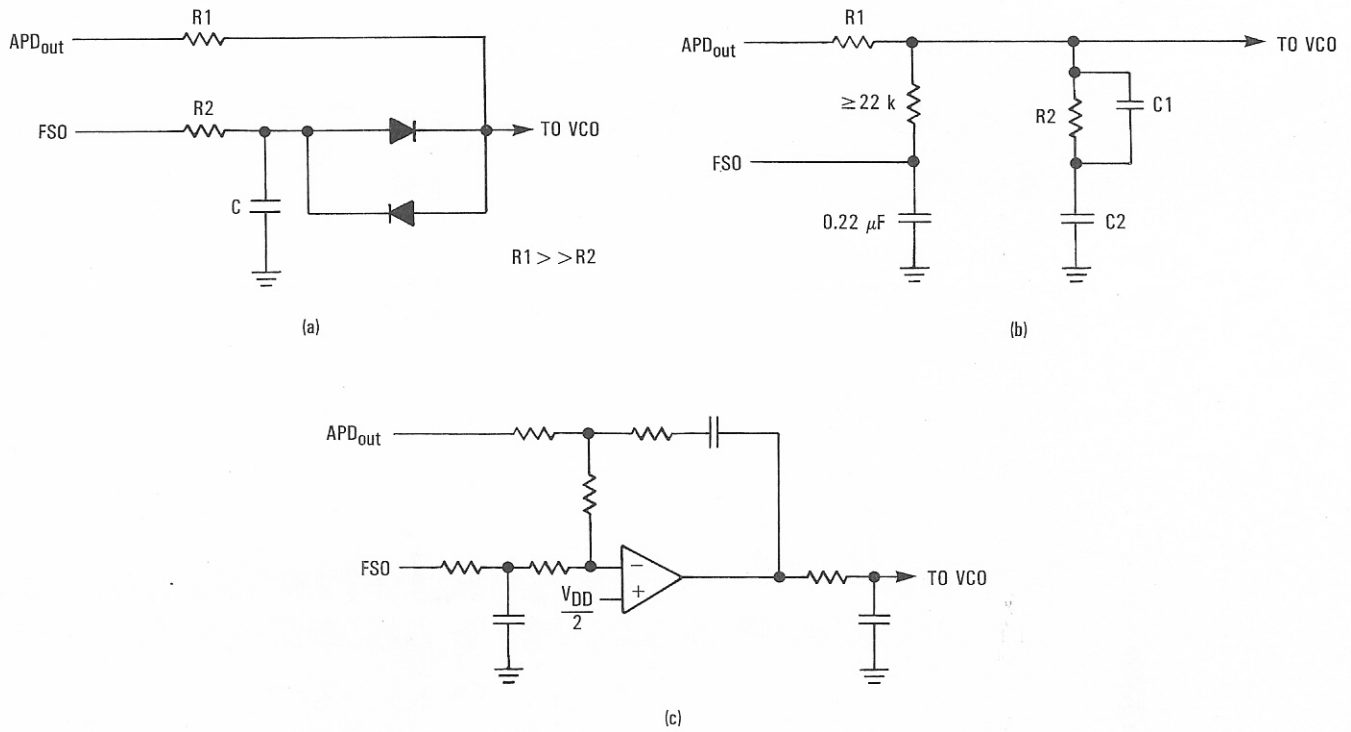 R1
APDout
R2
FSO
TO VCO
C
R1>>R2
(a)
R1
APDout
TO VCO
≥22 k
C1
R2
FSO
0.22 μF
C2
(b)
APDout
FSO
−
+
VDD
2
TO VCO
(c)